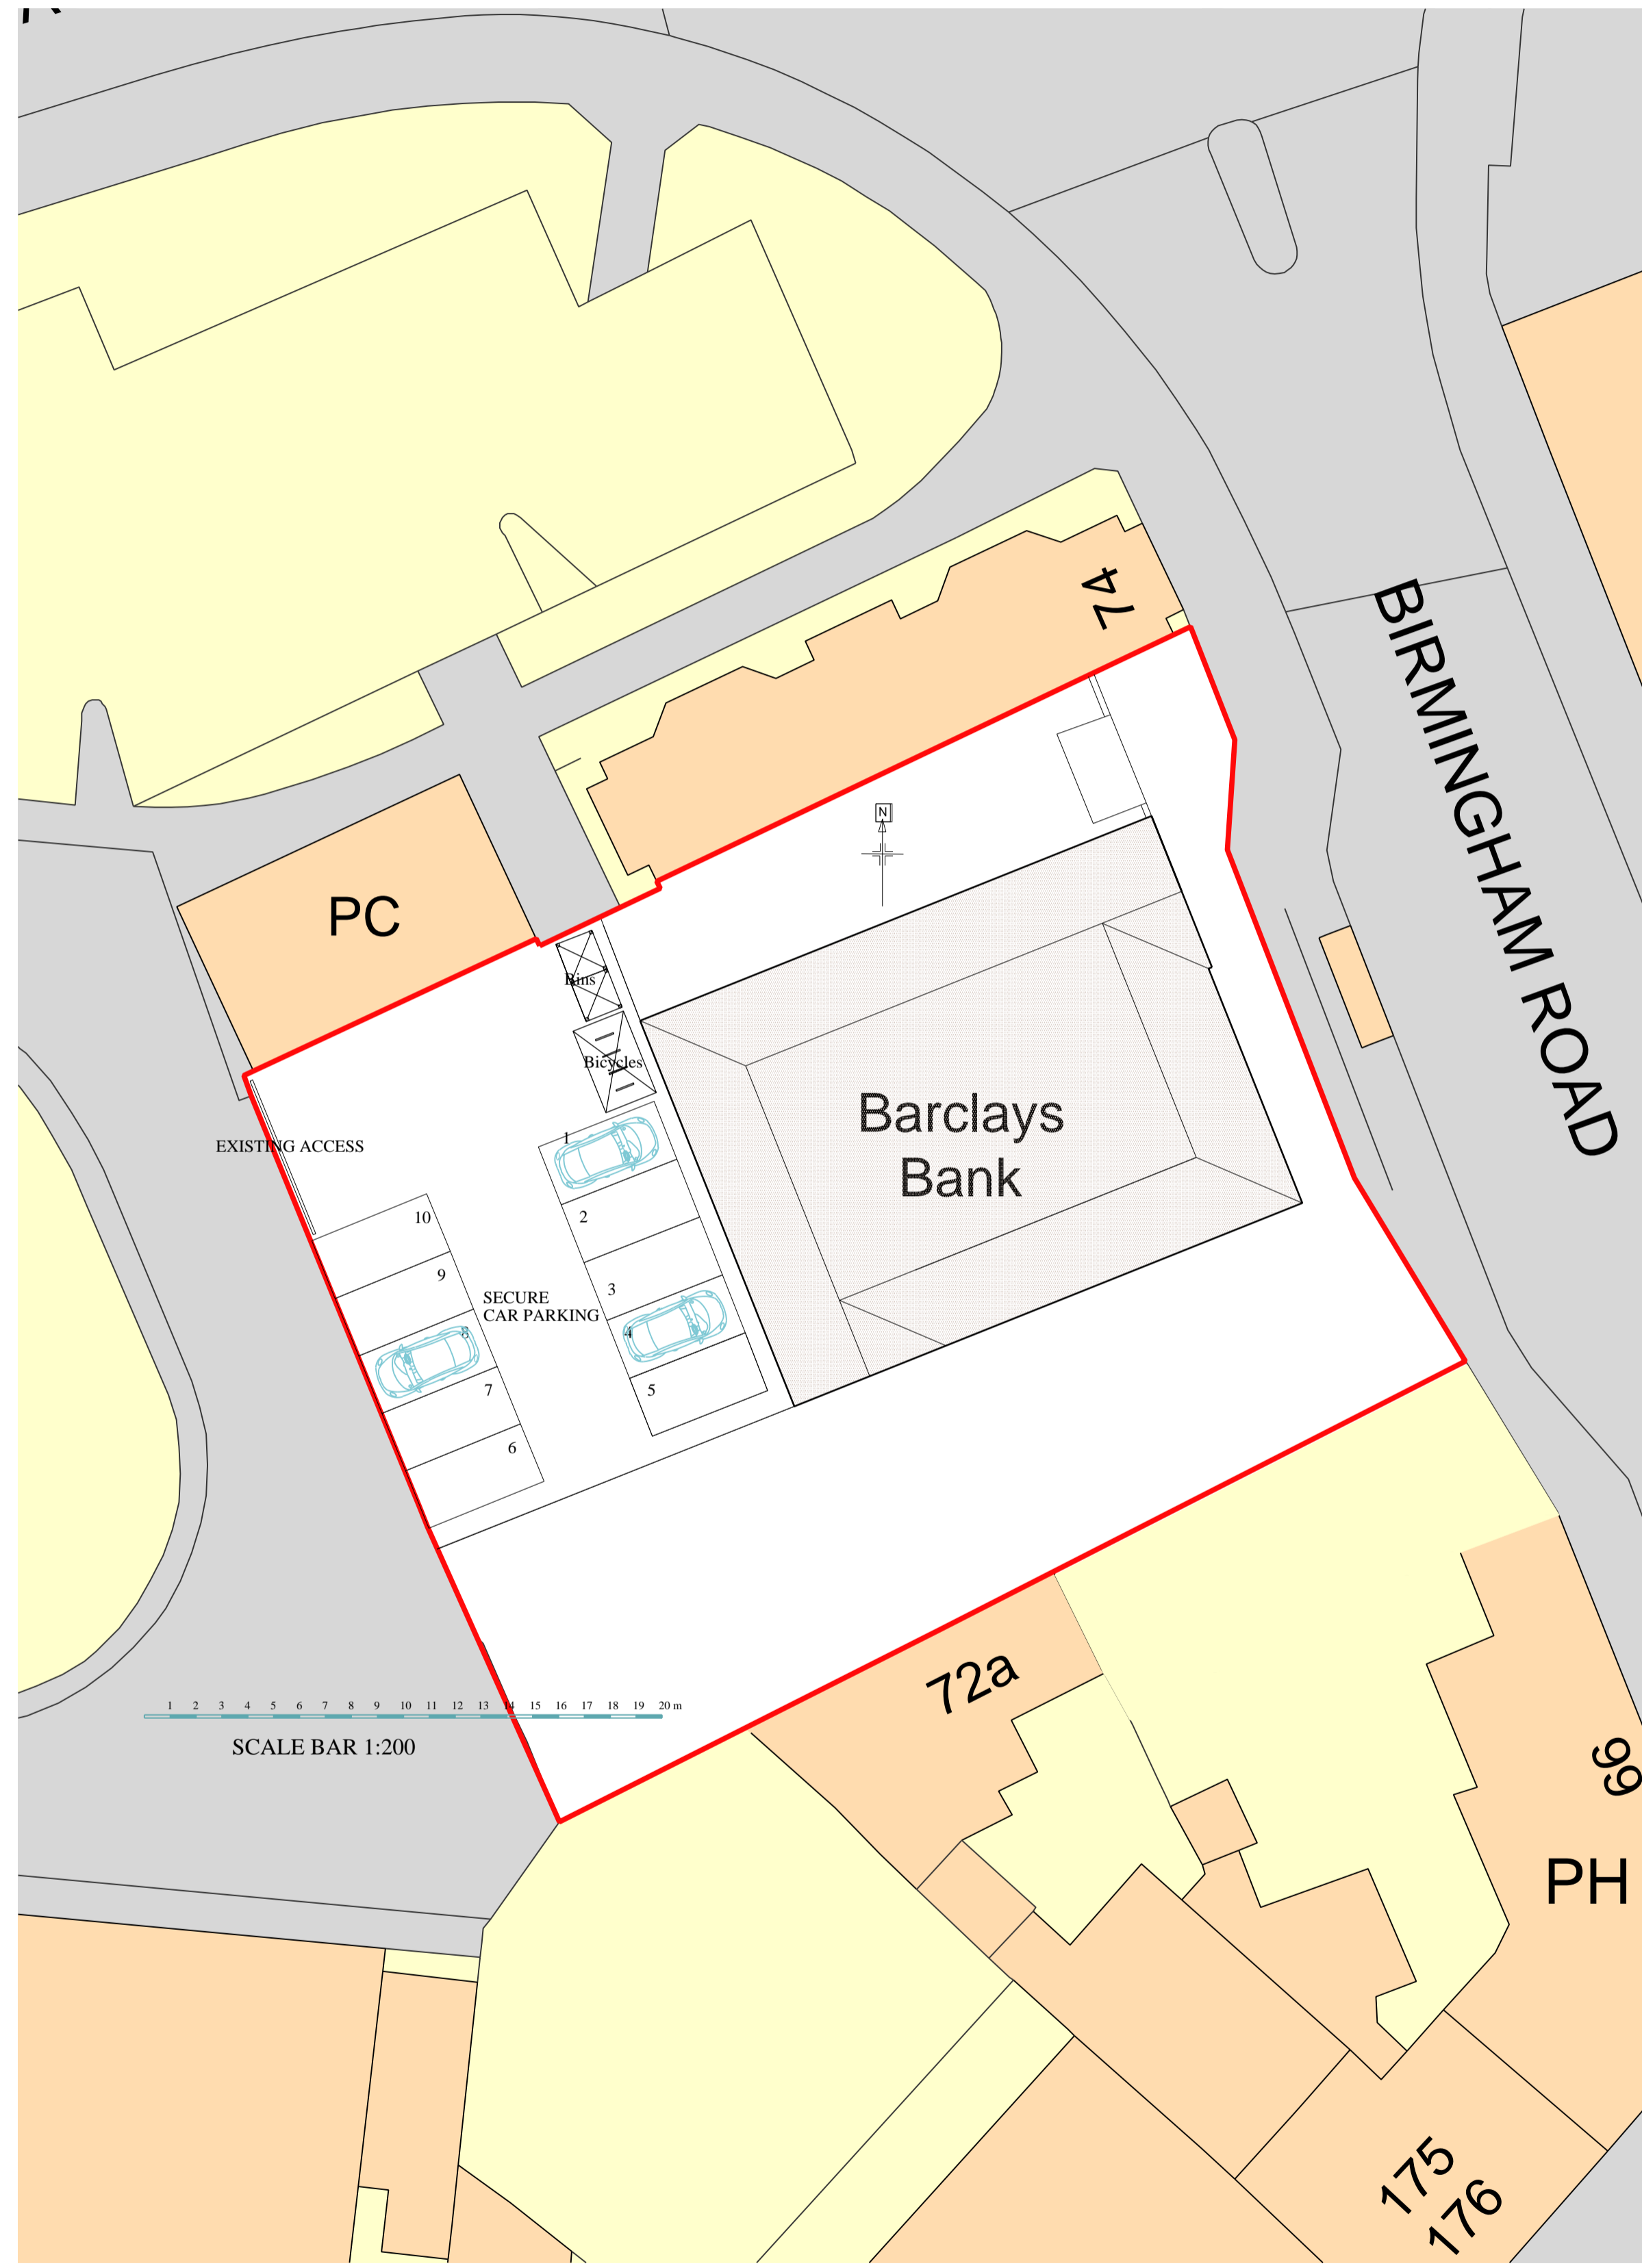 74
BIRMINGHAM ROAD
N
PC
Bins
Bicycles
Barclays
Bank
EXISTING ACCESS
1
2
3
4
5
10
9
8
7
6
SECURE
CAR PARKING
72a
1 2 3 4 5 6 7 8 9 10 11 12 13 14 15 16 17 18 19 20 m
SCALE BAR 1:200
99
PH
175
176